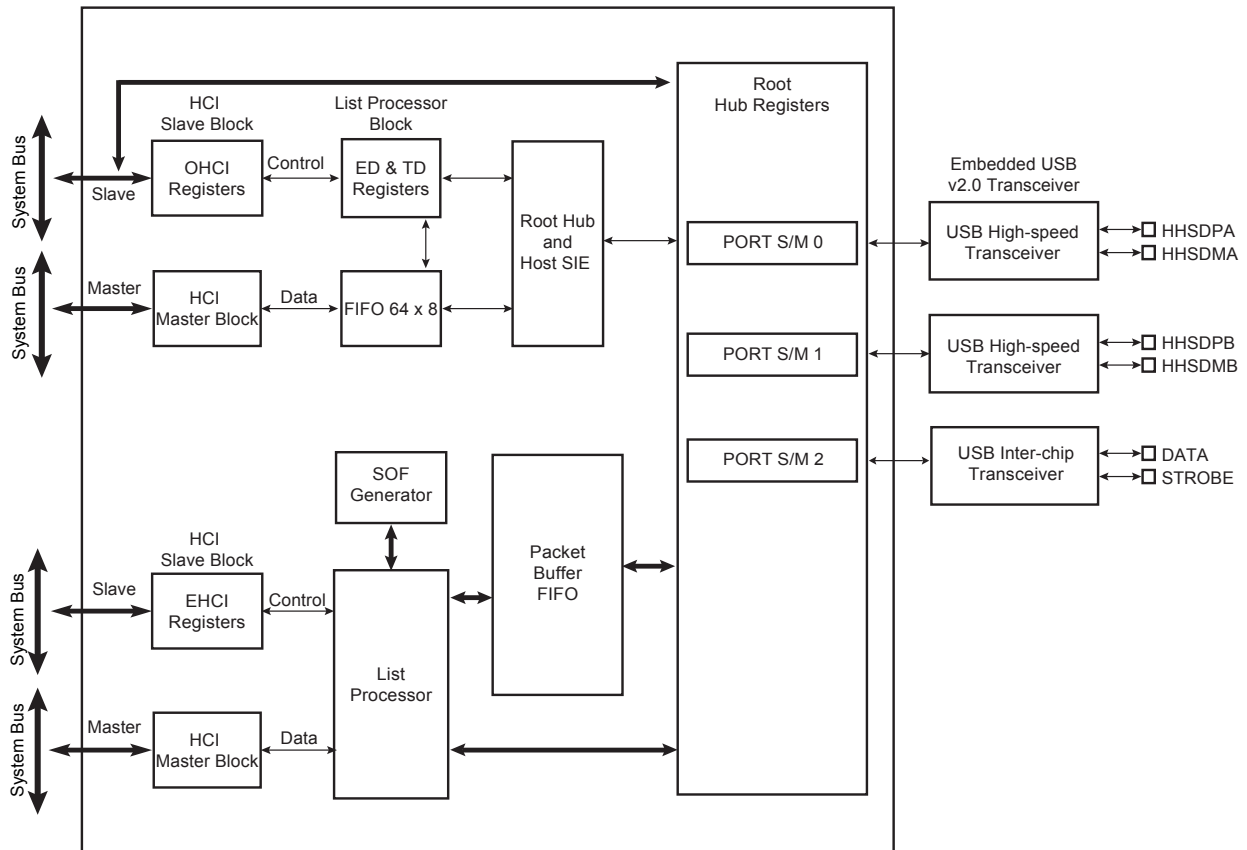 Root
Hub Registers
HCI
Slave Block
List Processor
Block
System Bus
Slave
OHCI
Registers
Control
ED & TD
Registers
Root Hub
and
Host SIE
Embedded USB
v2.0 Transceiver
PORT S/M 0
USB High-speed
Transceiver
HHSDPA
HHSDMA
System Bus
Master
HCI
Master Block
Data
FIFO 64 x 8
PORT S/M 1
USB High-speed
Transceiver
HHSDPB
HHSDMB
PORT S/M 2
USB Inter-chip
Transceiver
DATA
STROBE
SOF
Generator
Packet
Buffer
FIFO
HCI
Slave Block
System Bus
Slave
EHCI
Registers
Control
List
Processor
System Bus
Master
HCI
Master Block
Data